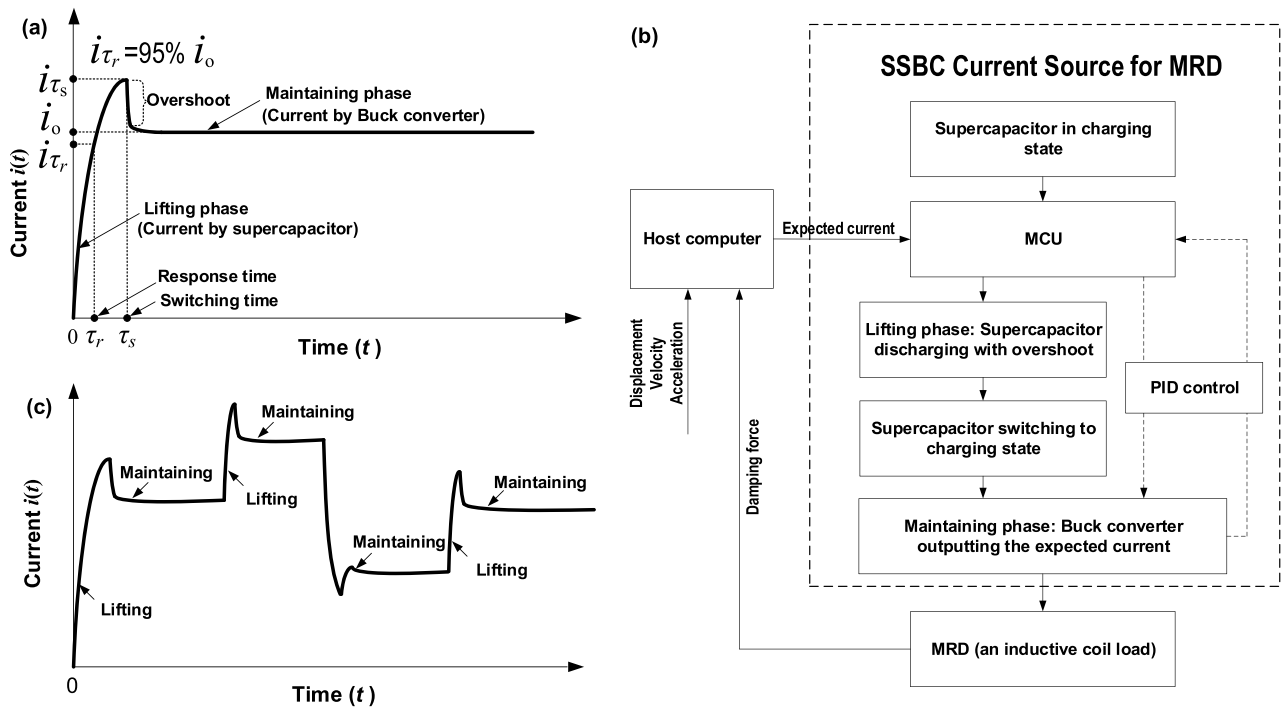 (a)
iτr =95% io
iτs
Overshoot
Maintaining phase
(Current by Buck converter)
io
iτr
Current i(t)
Lifting phase
(Current by supercapacitor)
Response time
Switching time
0 τr τs
Time (t )
(b)
SSBC Current Source for MRD
Supercapacitor in charging
state
Host computer
Expected current
MCU
Lifting phase: Supercapacitor
discharging with overshoot
PID control
Displacement
Velocity
Acceleration
Damping force
Supercapacitor switching to
charging state
Maintaining phase: Buck converter
outputting the expected current
MRD (an inductive coil load)
(c)
Current i(t)
Maintaining
Lifting
Maintaining
Lifting
Maintaining
Maintaining
Lifting
0
Time (t )